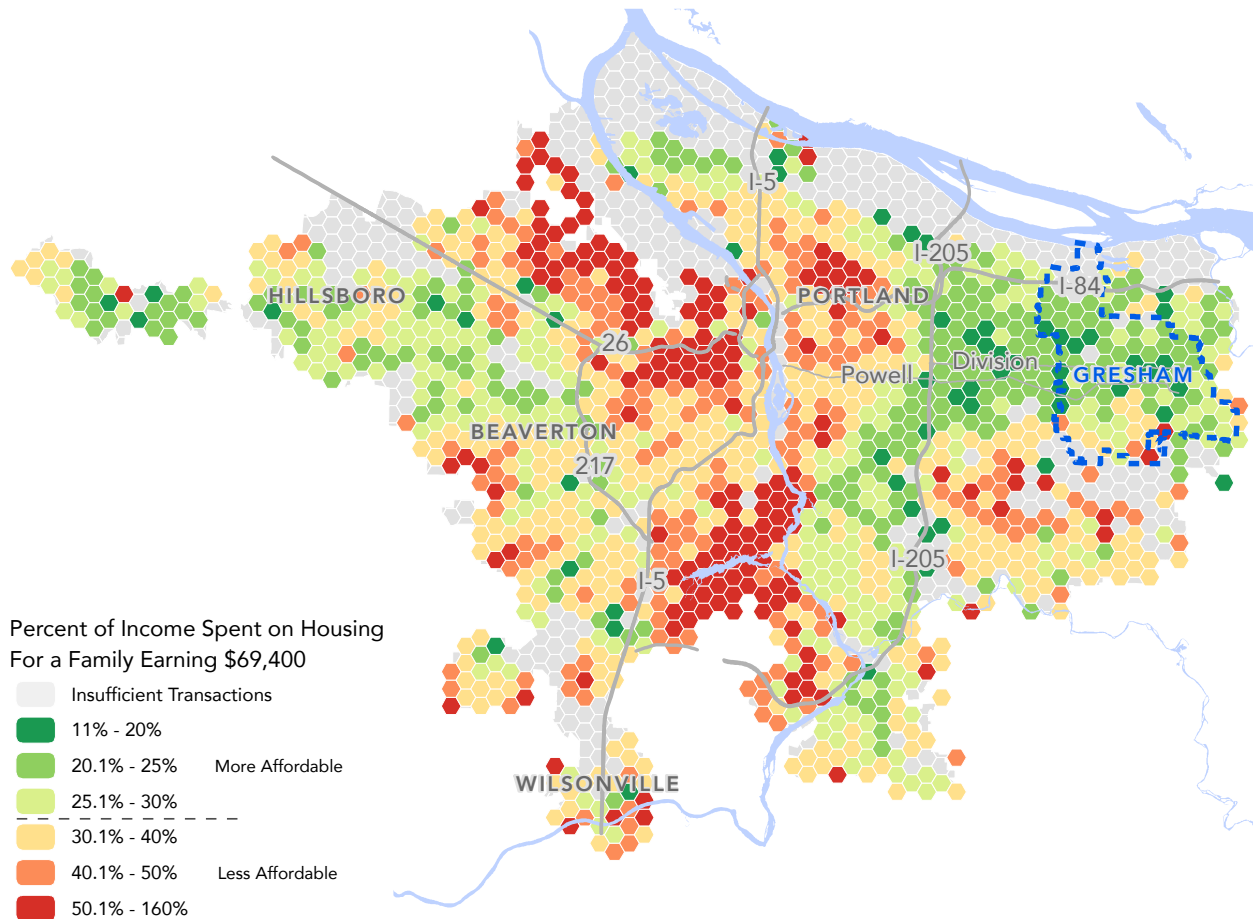 I-5
I-205
I-84
HILLSBORO
PORTLAND
26
Powell
Division
GRESHAM
BEAVERTON
217
I-5
I-205
WILSONVILLE
Percent of Income Spent on Housing
For a Family Earning $69,400
Insufficient Transactions
11% - 20%
20.1% - 25% More Affordable
25.1% - 30%
30.1% - 40%
40.1% - 50% Less Affordable
50.1% - 160%